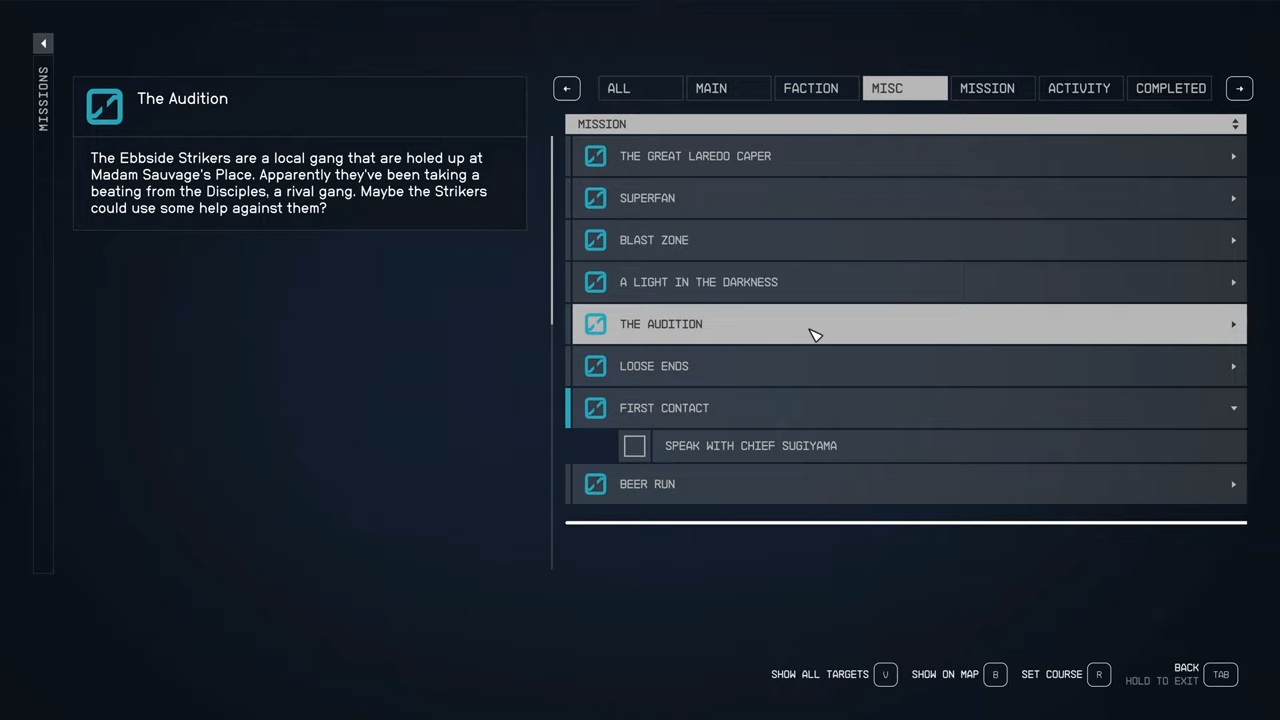 MISSIONS
The Audition
The Ebbside Strikers are a local gang that are holed up at
Madam Sauvage's Place. Apparently they've been taking a
beating from the Disciples, a rival gang. Maybe the Strikers
could use some help against them?
ALL MAIN FACTION MISC MISSION ACTIVITY COMPLETED
MISSION
THE GREAT LAREDO CAPER
SUPERFAN
BLAST ZONE
A LIGHT IN THE DARKNESS
THE AUDITION
LOOSE ENDS
FIRST CONTACT
SPEAK WITH CHIEF SUGIYAMA
BEER RUN
SHOW ALL TARGETS V SHOW ON MAP B SET COURSE R BACK TAB
HOLD TO EXIT